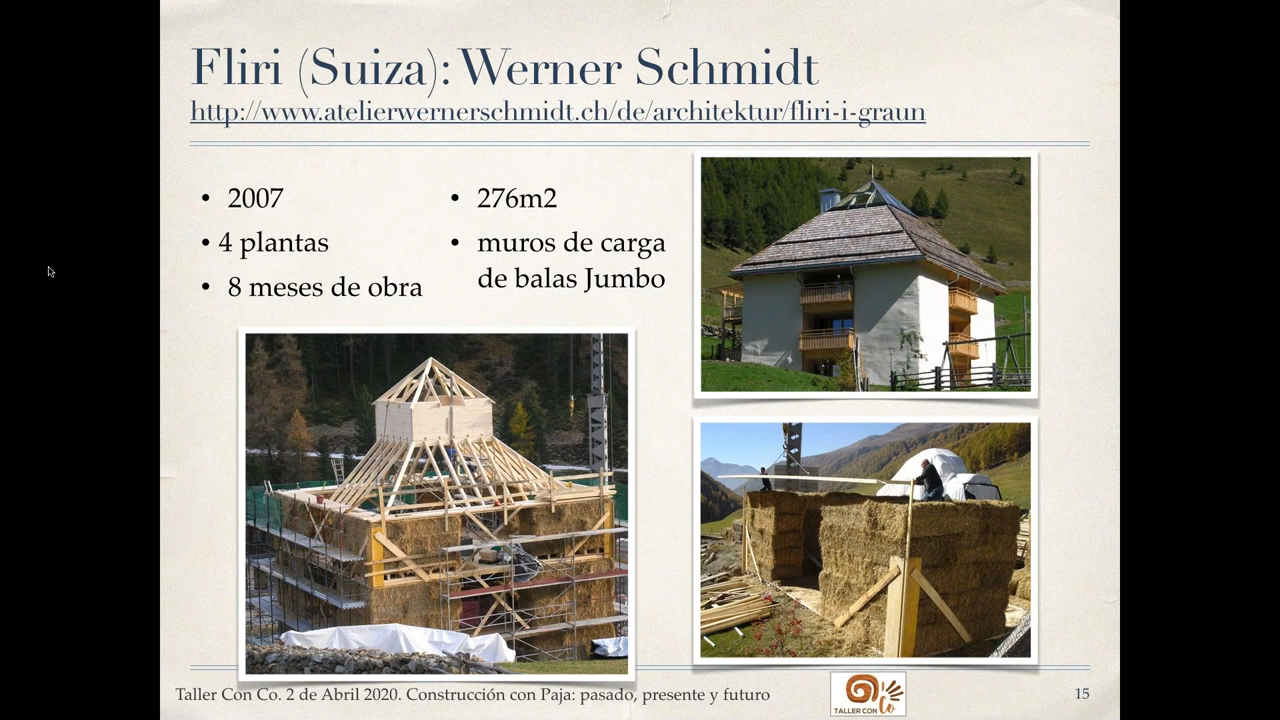 Fliri (Suiza): Werner Schmidt
http://www.atelierwernerschmidt.ch/de/architektur/fliri-i-graun
• 2007
• 4 plantas
• 8 meses de obra
• 276m2
• muros de carga
de balas Jumbo
Taller Con Co. 2 de Abril 2020. Construcción con Paja: pasado, presente y futuro
TALLER CON Co
15